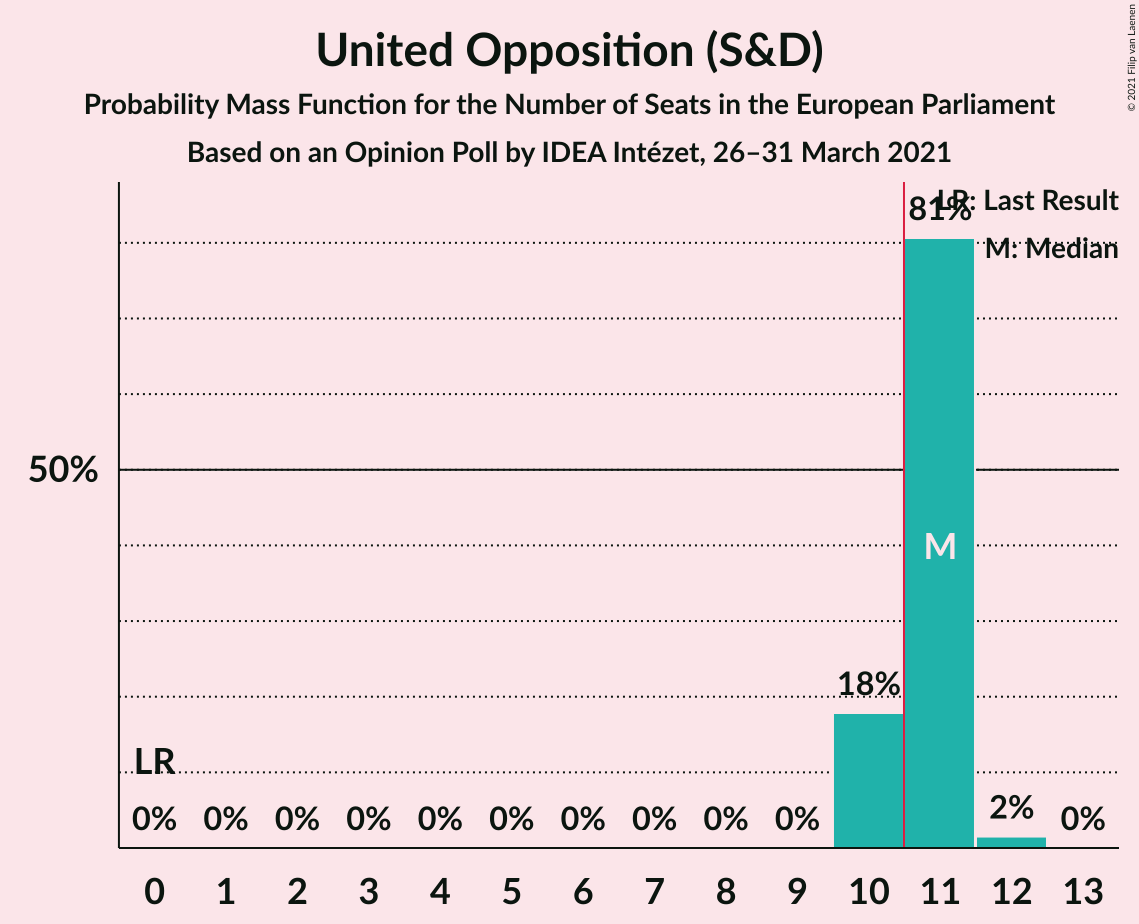 United Opposition (S&D)
Probability Mass Function for the Number of Seats in the European Parliament
Based on an Opinion Poll by IDEA Intézet, 26–31 March 2021
© 2021 Filip van Laenen
LR: Last Result
M: Median
81%
50%
M
18%
LR
0% 0% 0% 0% 0% 0% 0% 0% 0% 0% 2% 0%
0 1 2 3 4 5 6 7 8 9 10 11 12 13